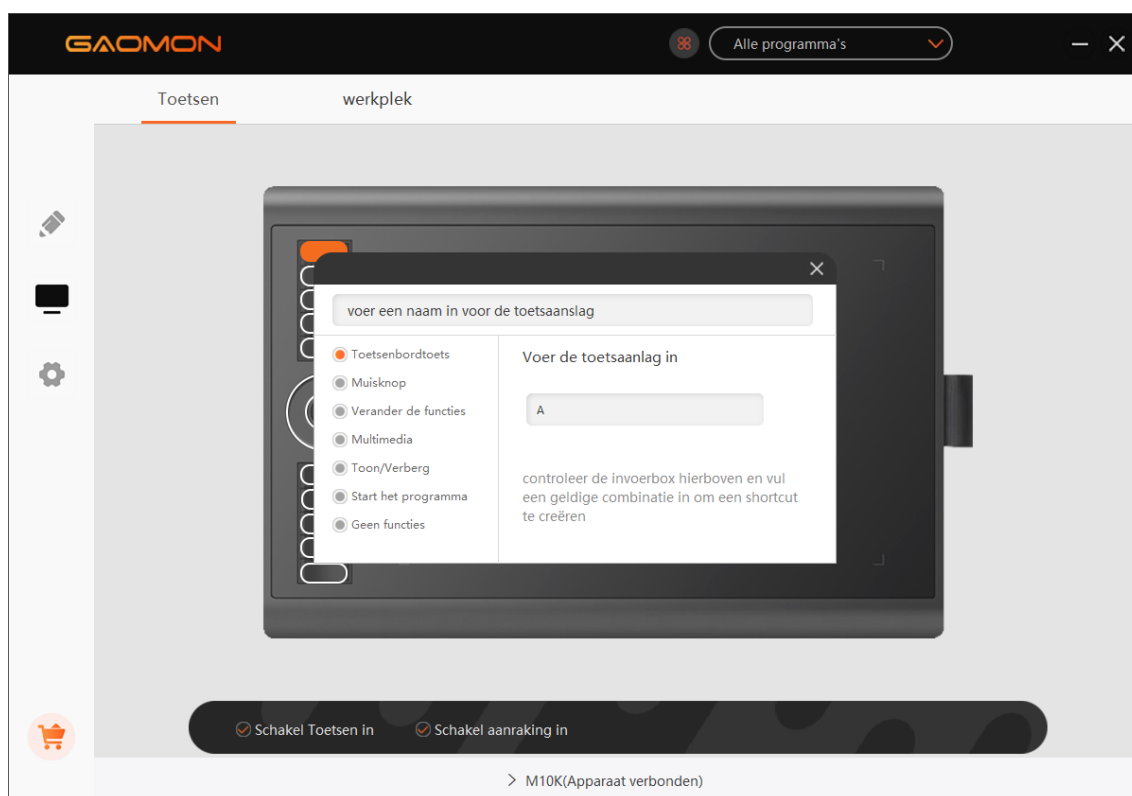 GAOMON
Alle programma's
Toetsen
werkplek
voer een naam in voor de toetsaanslag
Toetsenbordtoets
Muisknop
Verander de functies
Multimedia
Toon/Verberg
Start het programma
Geen functies
Voer de toetsaanlag in
A
controleer de invoerbox hierboven en vul
een geldige combinatie in om een shortcut
te creëren
Schakel Toetsen in
Schakel aanraking in
M10K(Apparaat verbonden)